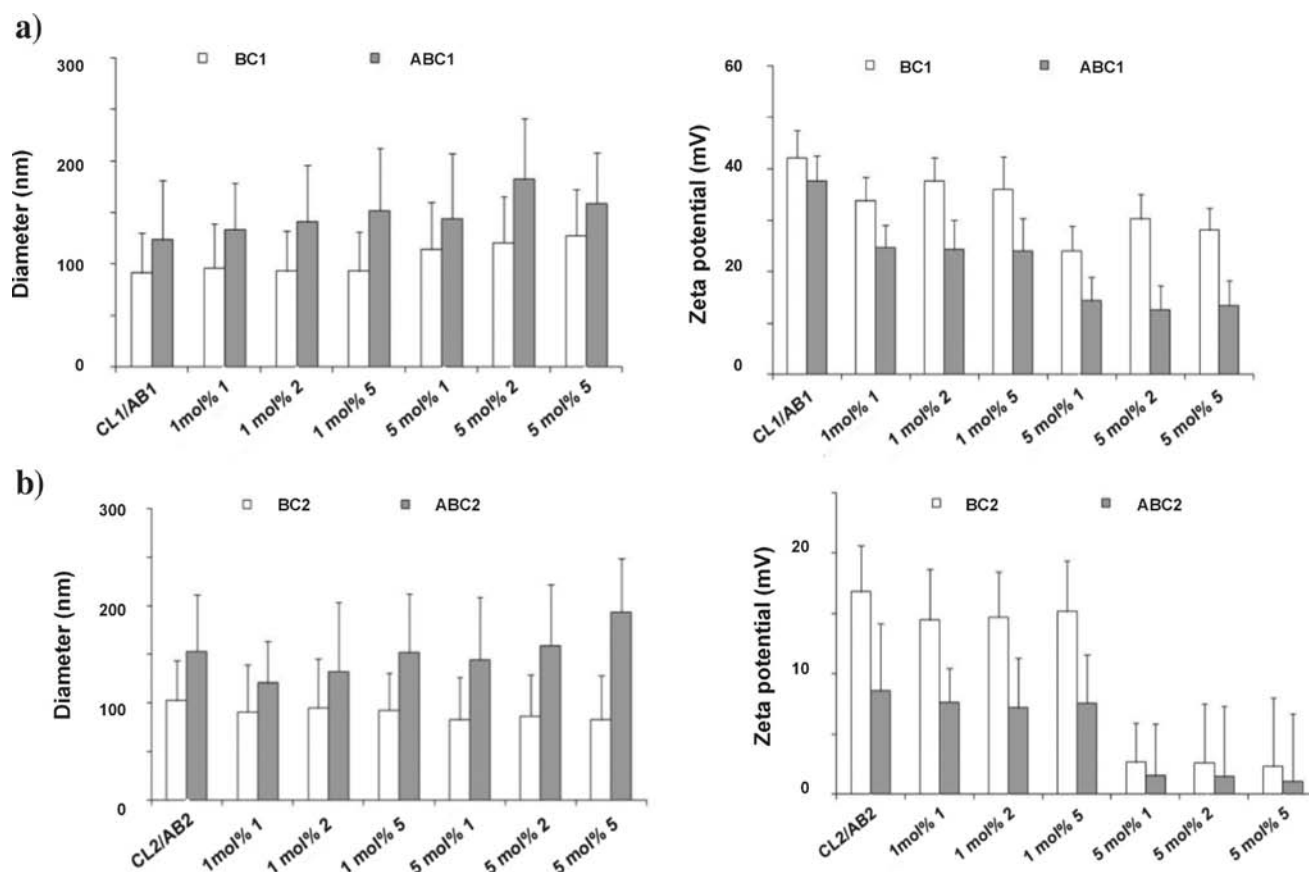 a)
BC1 ABC1
300
200
100
0
Diameter (nm)
CL1/AB1 1mol% 1 1 mol% 2 1 mol% 5 5 mol% 1 5 mol% 2 5 mol% 5
BC1 ABC1
60
40
20
0
Zeta potential (mV)
CL1/AB1 1mol% 1 1 mol% 2 1 mol% 5 5 mol% 1 5 mol% 2 5 mol% 5
b)
BC2 ABC2
300
200
100
0
Diameter (nm)
CL2/AB2 1mol% 1 1 mol% 2 1 mol% 5 5 mol% 1 5 mol% 2 5 mol% 5
BC2 ABC2
20
10
0
Zeta potential (mV)
CL2/AB2 1mol% 1 1 mol% 2 1 mol% 5 5 mol% 1 5 mol% 2 5 mol% 5